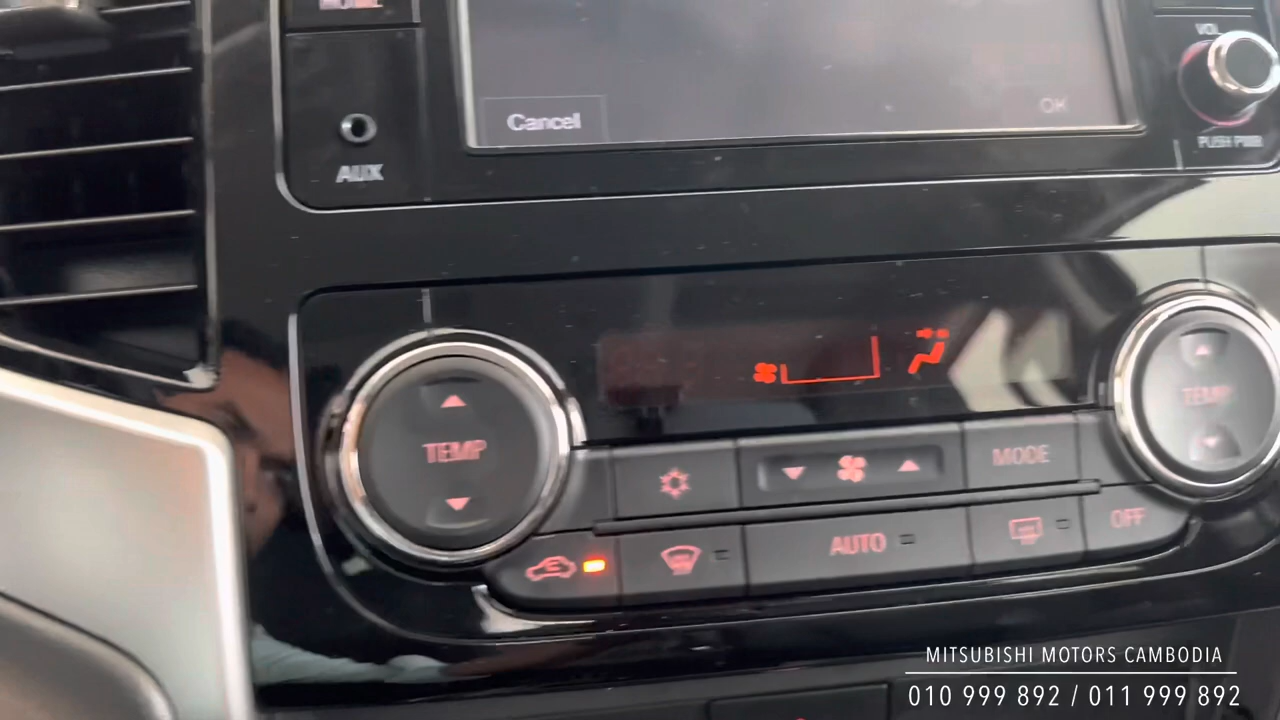 VOL
Cancel
OK
PUSH PWR
AUX
TEMP
TEMP
MODE
AUTO
OFF
MITSUBISHI MOTORS CAMBODIA
010 999 892 / 011 999 892